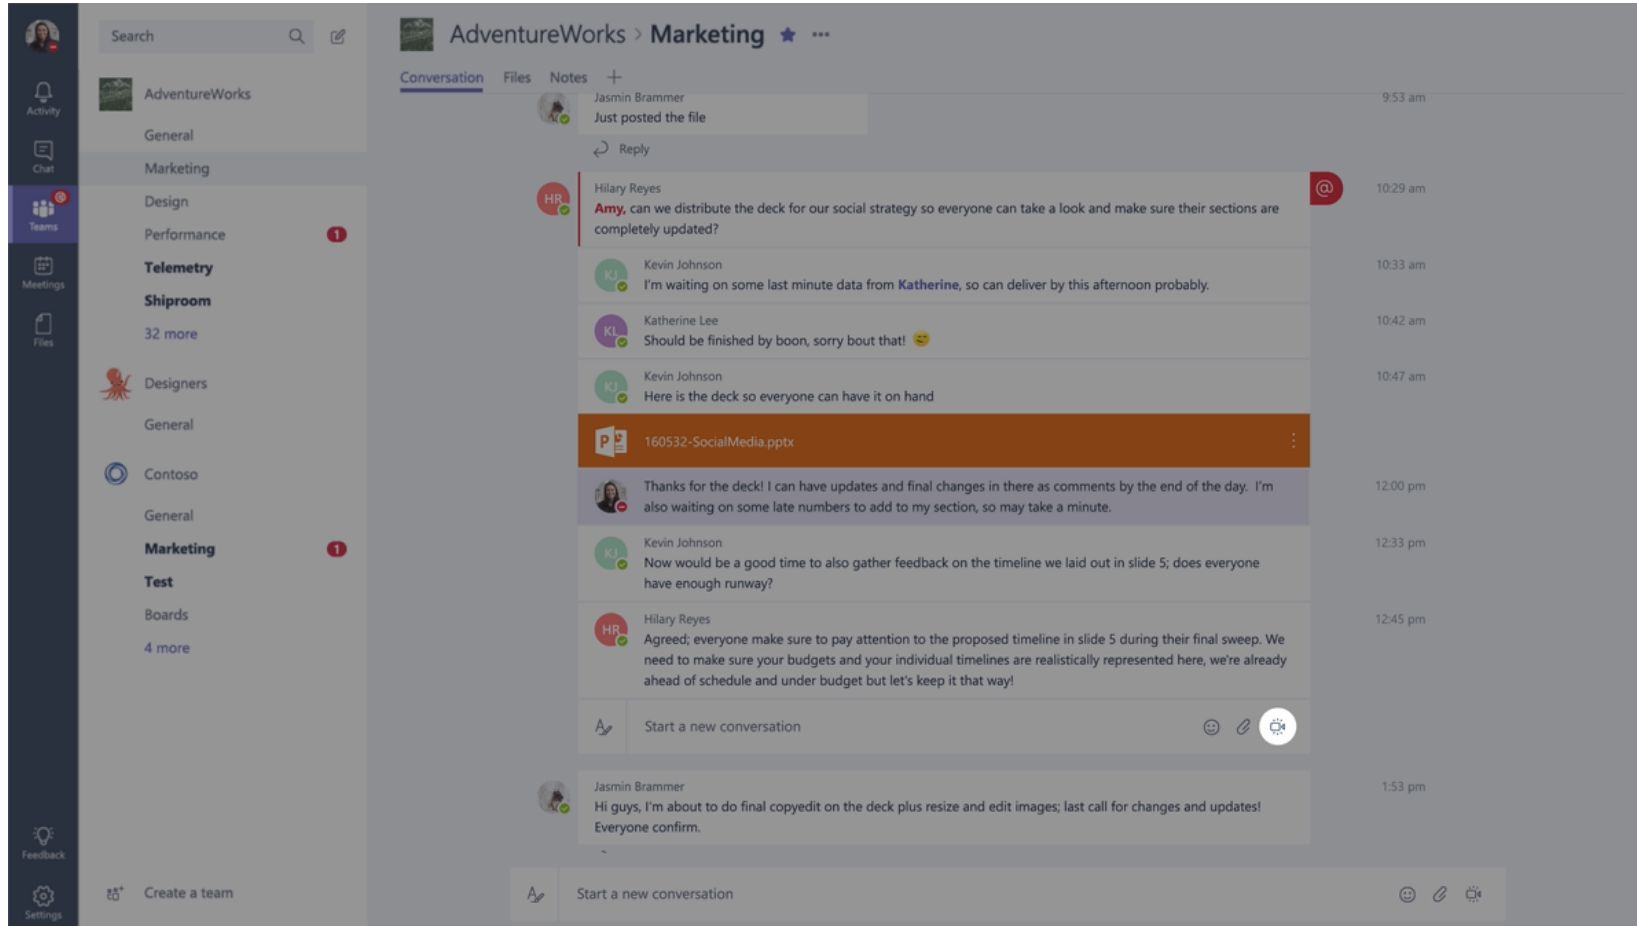 Search
Activity
Chat
Teams
Meetings
Files
Feedback
Settings
AdventureWorks
General
Marketing
Design
Performance 1
Telemetry
Shiproom
32 more
Designers
General
Contoso
General
Marketing 1
Test
Boards
4 more
Create a team
AdventureWorks > Marketing ...
Conversation Files Notes +
Jasmin Brammer 9:53 am
Just posted the file
Reply
HR Hilary Reyes @ 10:29 am
Amy, can we distribute the deck for our social strategy so everyone can take a look and make sure their sections are
completely updated?
KJ Kevin Johnson 10:33 am
I'm waiting on some last minute data from Katherine, so can deliver by this afternoon probably.
KL Katherine Lee 10:42 am
Should be finished by boon, sorry bout that!
KJ Kevin Johnson 10:47 am
Here is the deck so everyone can have it on hand
P 160532-SocialMedia.pptx
Thanks for the deck! I can have updates and final changes in there as comments by the end of the day. I'm 12:00 pm
also waiting on some late numbers to add to my section, so may take a minute.
KJ Kevin Johnson 12:33 pm
Now would be a good time to also gather feedback on the timeline we laid out in slide 5; does everyone
have enough runway?
HR Hilary Reyes 12:45 pm
Agreed; everyone make sure to pay attention to the proposed timeline in slide 5 during their final sweep. We
need to make sure your budgets and your individual timelines are realistically represented here, we're already
ahead of schedule and under budget but let's keep it that way!
Start a new conversation
Jasmin Brammer 1:53 pm
Hi guys, I'm about to do final copyedit on the deck plus resize and edit images; last call for changes and updates!
Everyone confirm.
Start a new conversation